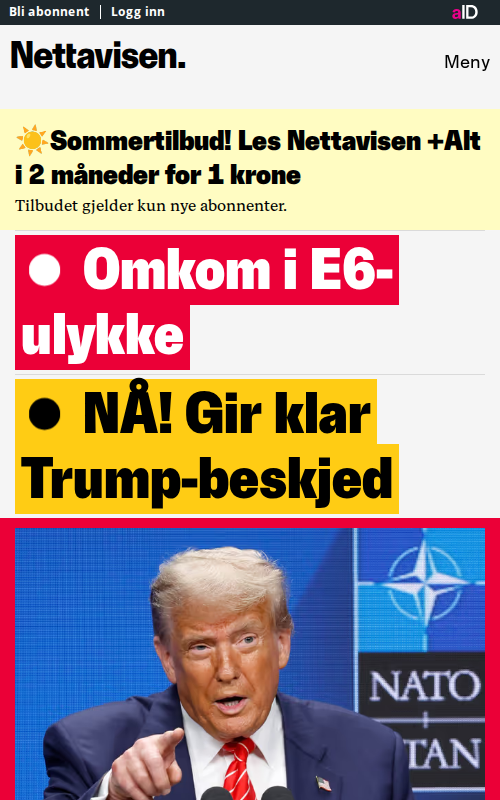 Bli abonnent | Logg inn
aID
Nettavisen.
Meny
☀️Sommertilbud! Les Nettavisen +Alt
i 2 måneder for 1 krone
Tilbudet gjelder kun nye abonnenter.
Omkom i E6-
ulykke
NÅ! Gir klar
Trump-beskjed
NATO
TAN